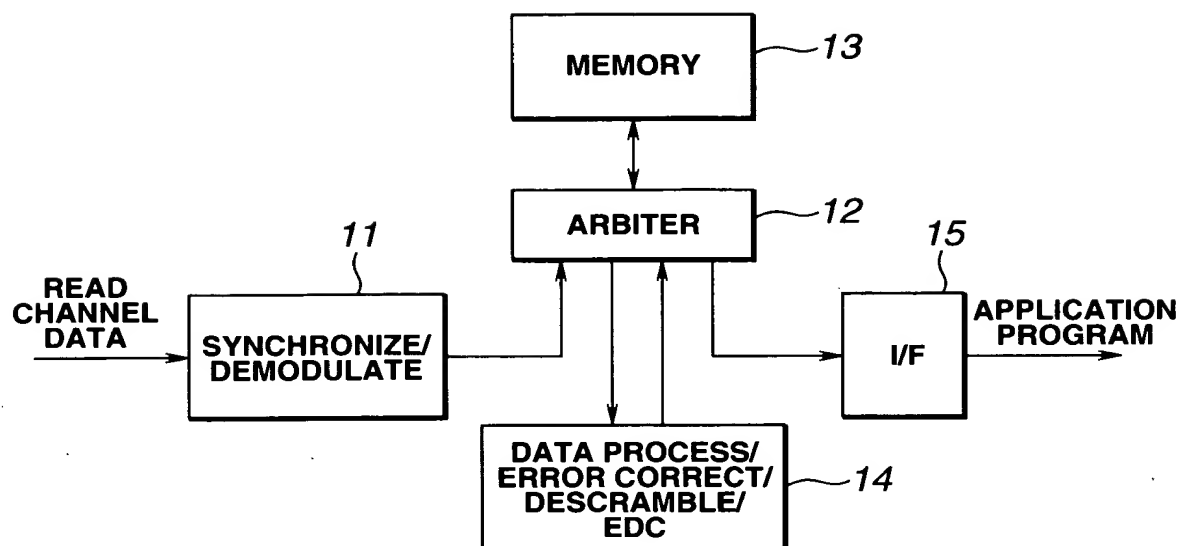 MEMORY
13
ARBITER
12
11
15
READ
CHANNEL
DATA
SYNCHRONIZE/
DEMODULATE
I/F
APPLICATION
PROGRAM
DATA PROCESS/
ERROR CORRECT/
DESCRAMBLE/
EDC
14